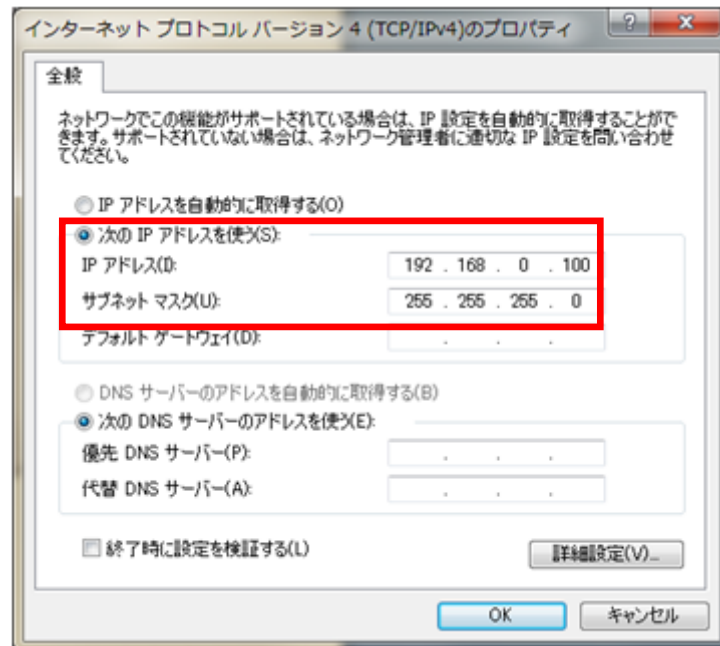 インターネット プロトコル バージョン 4 (TCP/IPv4)のプロパティ
全般
ネットワークでこの機能がサポートされている場合は、IP 設定を自動的に取得することがで
きます。サポートされていない場合は、ネットワーク管理者に適切な IP 設定を問い合わせ
てください。
IP アドレスを自動的に取得する(O)
次の IP アドレスを使う(S):
IP アドレス(I): 192 . 168 . 0 . 100
サブネット マスク(U): 255 . 255 . 255 . 0
デフォルト ゲートウェイ(D): . . .
DNS サーバーのアドレスを自動的に取得する(B)
次の DNS サーバーのアドレスを使う(E):
優先 DNS サーバー(P): . . .
代替 DNS サーバー(A): . . .
終了時に設定を検証する(L)
詳細設定(V)...
OK キャンセル